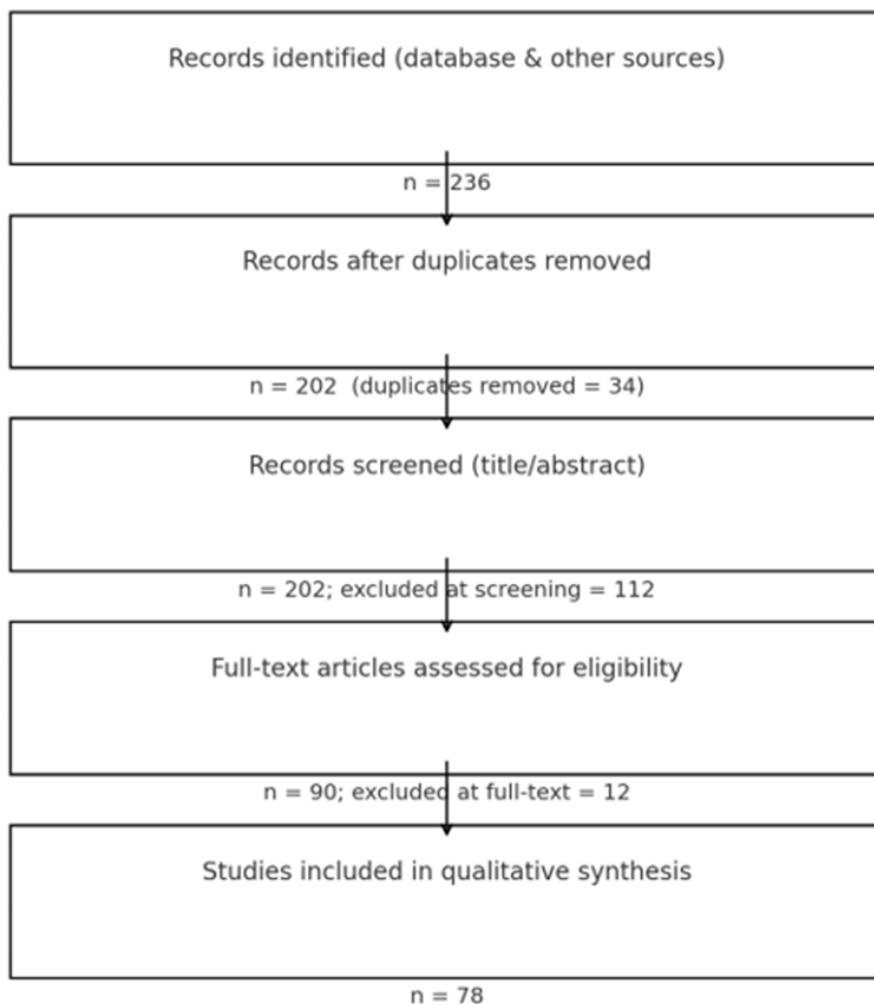 Records identified (database & other sources)
n = 236
Records after duplicates removed
n = 202 (duplicates removed = 34)
Records screened (title/abstract)
n = 202; excluded at screening = 112
Full-text articles assessed for eligibility
n = 90; excluded at full-text = 12
Studies included in qualitative synthesis
n = 78